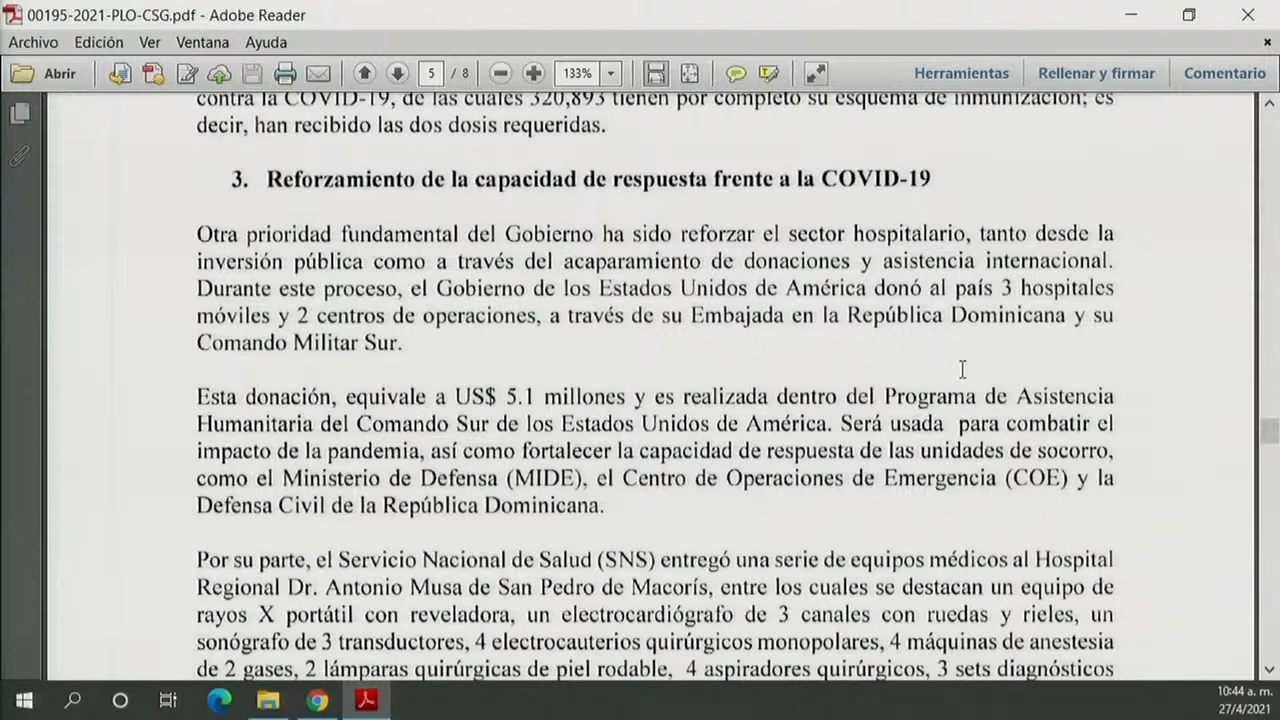 00195-2021-PLO-CSG.pdf - Adobe Reader
Archivo Edición Ver Ventana Ayuda
Abrir 5 / 8 133% Herramientas Rellenar y firmar Comentario
contra la COVID-19, de las cuales 320,893 tienen por completo su esquema de inmunización; es
decir, han recibido las dos dosis requeridas.
3. Reforzamiento de la capacidad de respuesta frente a la COVID-19
Otra prioridad fundamental del Gobierno ha sido reforzar el sector hospitalario, tanto desde la
inversión pública como a través del acaparamiento de donaciones y asistencia internacional.
Durante este proceso, el Gobierno de los Estados Unidos de América donó al país 3 hospitales
móviles y 2 centros de operaciones, a través de su Embajada en la República Dominicana y su
Comando Militar Sur.
Esta donación, equivale a US$ 5.1 millones y es realizada dentro del Programa de Asistencia
Humanitaria del Comando Sur de los Estados Unidos de América. Será usada para combatir el
impacto de la pandemia, así como fortalecer la capacidad de respuesta de las unidades de socorro,
como el Ministerio de Defensa (MIDE), el Centro de Operaciones de Emergencia (COE) y la
Defensa Civil de la República Dominicana.
Por su parte, el Servicio Nacional de Salud (SNS) entregó una serie de equipos médicos al Hospital
Regional Dr. Antonio Musa de San Pedro de Macorís, entre los cuales se destacan un equipo de
rayos X portátil con reveladora, un electrocardiógrafo de 3 canales con ruedas y rieles, un
sonógrafo de 3 transductores, 4 electrocauterios quirúrgicos monopolares, 4 máquinas de anestesia
de 2 gases, 2 lámparas quirúrgicas de piel rodable, 4 aspiradores quirúrgicos, 3 sets diagnósticos
10:44 a. m.
27/4/2021